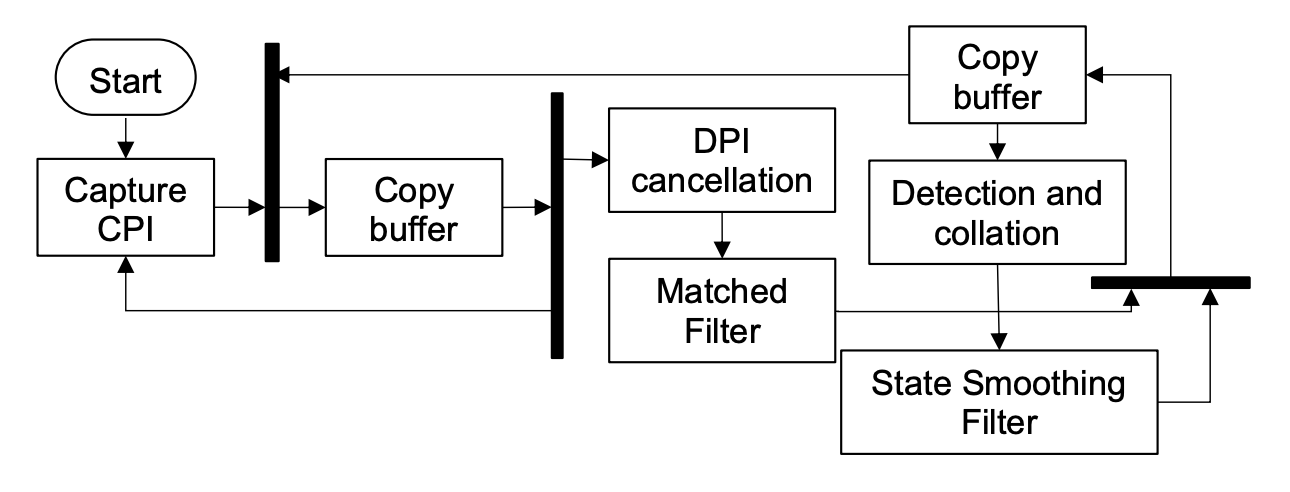 Start
Capture
CPI
Copy
buffer
DPI
cancellation
Matched
Filter
Copy
buffer
Detection and
collation
State Smoothing
Filter